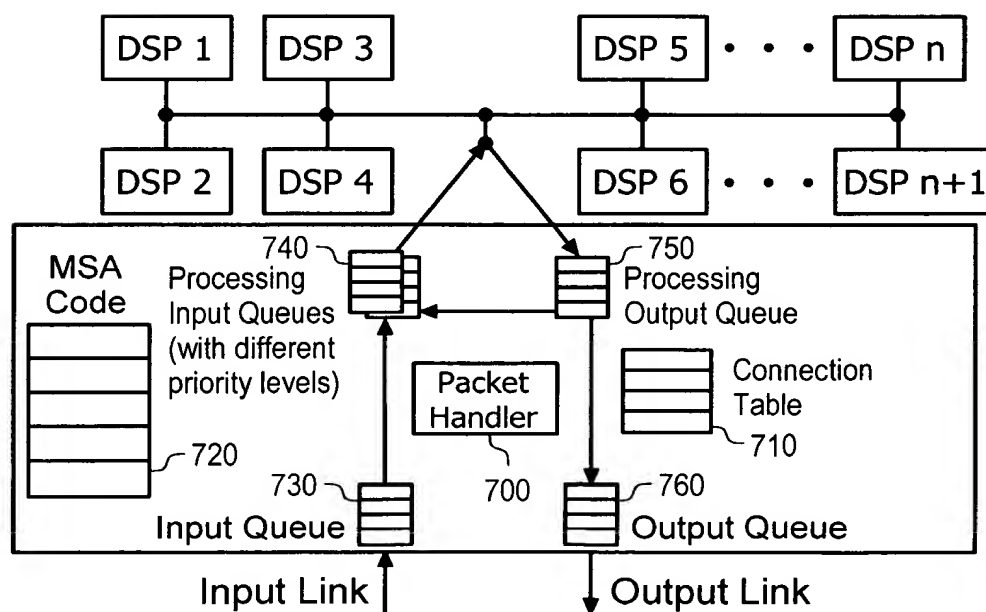 DSP 1
DSP 3
DSP 5
• • •
DSP n
DSP 2
DSP 4
DSP 6
• • •
DSP n+1
MSA
Code
720
740
Processing
Input Queues
(with different
priority levels)
750
Processing
Output Queue
Packet
Handler
700
Connection
Table
710
730
Input Queue
760
Output Queue
Input Link
Output Link